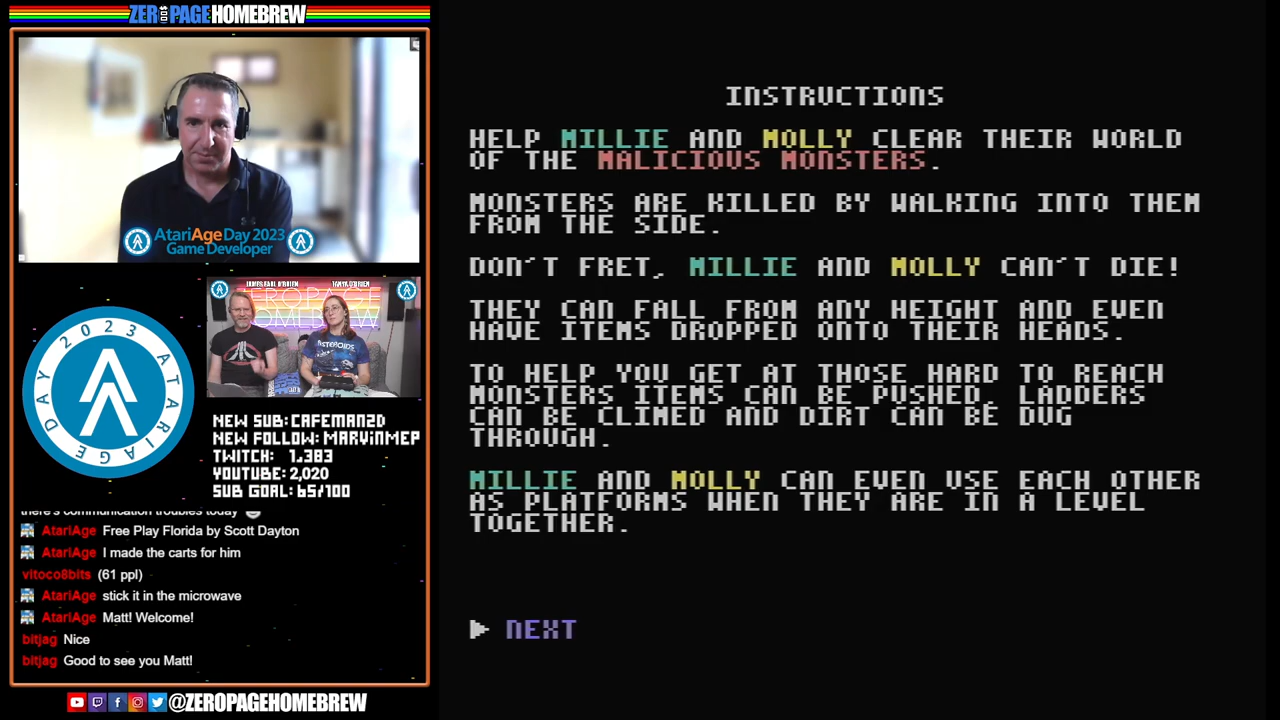 ZEROPAGE HOMEBREW
AtariAge Day 2023
Game Developer
2023 ATARIAGE DAY
NEW SUB: CAFEMAN2D
NEW FOLLOW: MARVINMEP
TWITCH: 1,383
YOUTUBE: 2,020
SUB GOAL: 65/100
there's communication troubles today
AtariAge Free Play Florida by Scott Dayton
AtariAge I made the carts for him
vitoco8bits (61 ppl)
AtariAge stick it in the microwave
AtariAge Matt! Welcome!
bitjag Nice
bitjag Good to see you Matt!
@ZEROPAGEHOMEBREW
INSTRUCTIONS
HELP MILLIE AND MOLLY CLEAR THEIR WORLD
OF THE MALICIOUS MONSTERS.
MONSTERS ARE KILLED BY WALKING INTO THEM
FROM THE SIDE.
DON'T FRET, MILLIE AND MOLLY CAN'T DIE!
THEY CAN FALL FROM ANY HEIGHT AND EVEN
HAVE ITEMS DROPPED ONTO THEIR HEADS.
TO HELP YOU GET AT THOSE HARD TO REACH
MONSTERS ITEMS CAN BE PUSHED, LADDERS
CAN BE CLIMED AND DIRT CAN BE DUG
THROUGH.
MILLIE AND MOLLY CAN EVEN USE EACH OTHER
AS PLATFORMS WHEN THEY ARE IN A LEVEL
TOGETHER.
NEXT